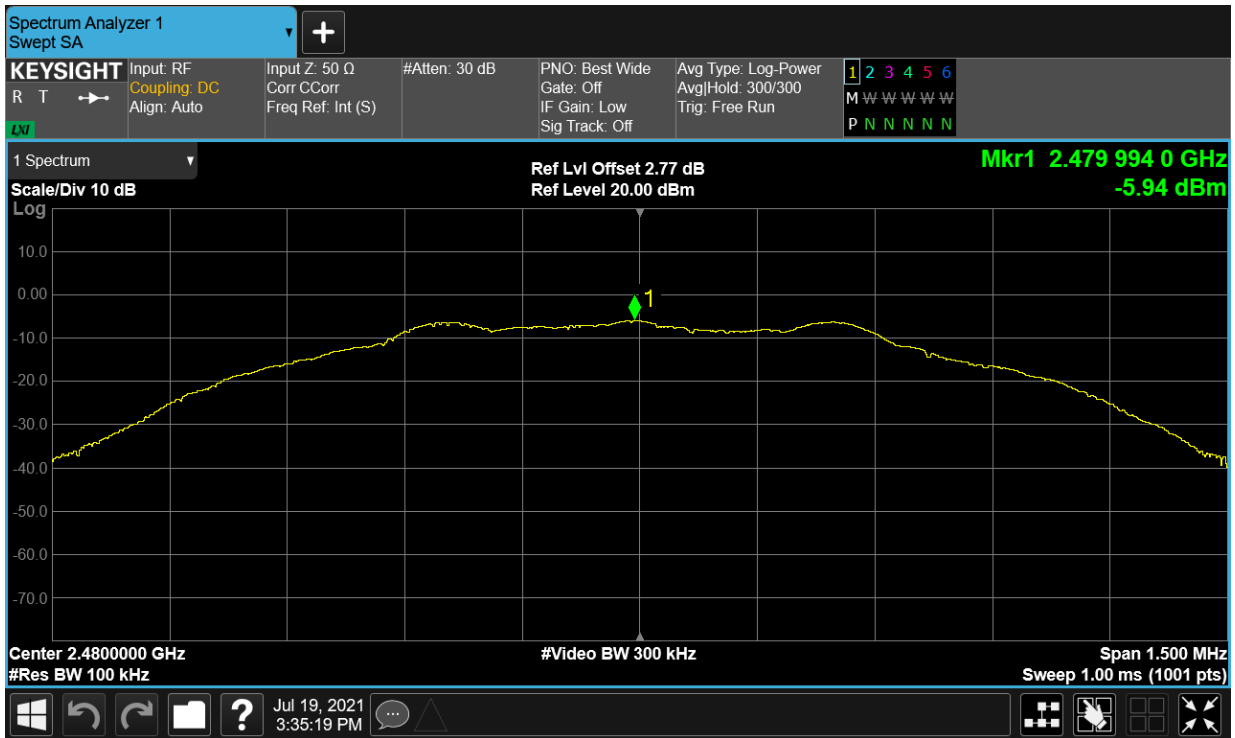 Spectrum Analyzer 1
Swept SA
+
KEYSIGHT
R T
LXI
Input: RF
Coupling: DC
Align: Auto
Input Z: 50 Ω
Corr CCorr
Freq Ref: Int (S)
#Atten: 30 dB
PNO: Best Wide
Gate: Off
IF Gain: Low
Sig Track: Off
Avg Type: Log-Power
Avg|Hold: 300/300
Trig: Free Run
1 2 3 4 5 6
M W W W W W
P N N N N N
1 Spectrum
Scale/Div 10 dB
Log
Ref Lvl Offset 2.77 dB
Ref Level 20.00 dBm
Mkr1 2.479 994 0 GHz
-5.94 dBm
10.0
0.00
1
-10.0
-20.0
-30.0
-40.0
-50.0
-60.0
-70.0
Center 2.4800000 GHz
#Res BW 100 kHz
#Video BW 300 kHz
Span 1.500 MHz
Sweep 1.00 ms (1001 pts)
?
Jul 19, 2021
3:35:19 PM